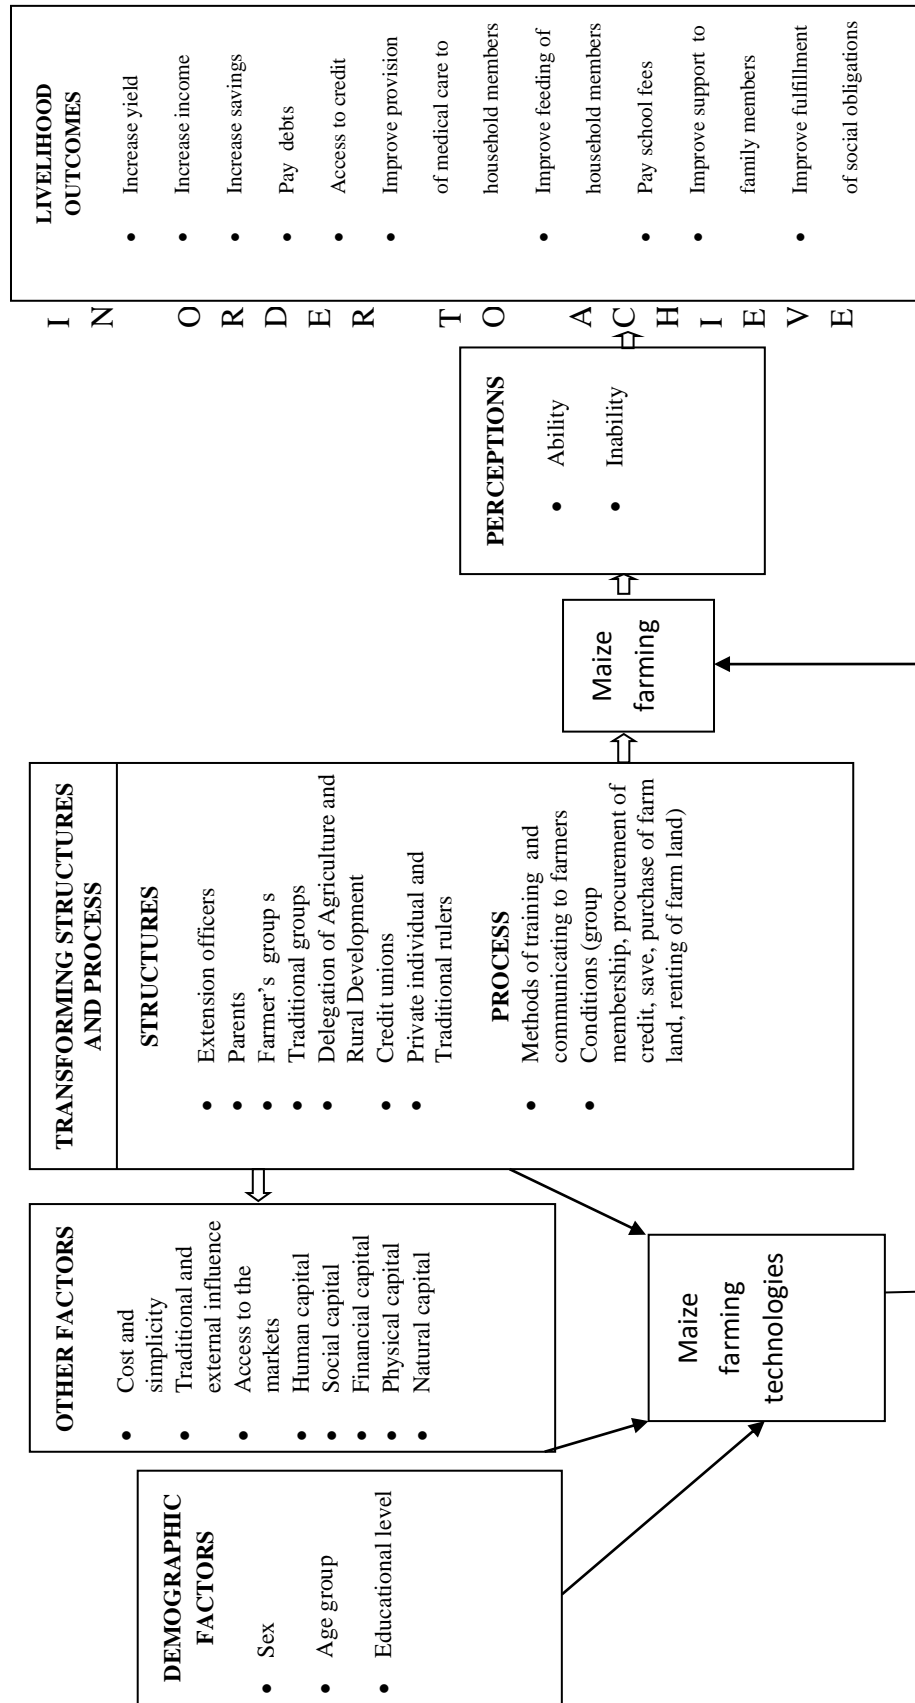 DEMOGRAPHIC
FACTORS
• Sex
• Age group
• Educational level
OTHER FACTORS
• Cost and
simplicity
• Traditional and
external influence
• Access to the
markets
• Human capital
• Social capital
• Financial capital
• Physical capital
• Natural capital
Maize
farming
technologies
TRANSFORMING STRUCTURES
AND PROCESS
STRUCTURES
• Extension officers
• Parents
• Farmer's group s
• Traditional groups
• Delegation of Agriculture and
Rural Development
• Credit unions
• Private individual and
Traditional rulers
PROCESS
• Methods of training and
communicating to farmers
• Conditions (group
membership, procurement of
credit, save, purchase of farm
land, renting of farm land)
Maize
farming
PERCEPTIONS
• Ability
• Inability
IN ORDER TO ACHIEVE
LIVELIHOOD
OUTCOMES
• Increase yield
• Increase income
• Increase savings
• Pay debts
• Access to credit
• Improve provision
of medical care to
household members
• Improve feeding of
household members
• Pay school fees
• Improve support to
family members
• Improve fulfillment
of social obligations